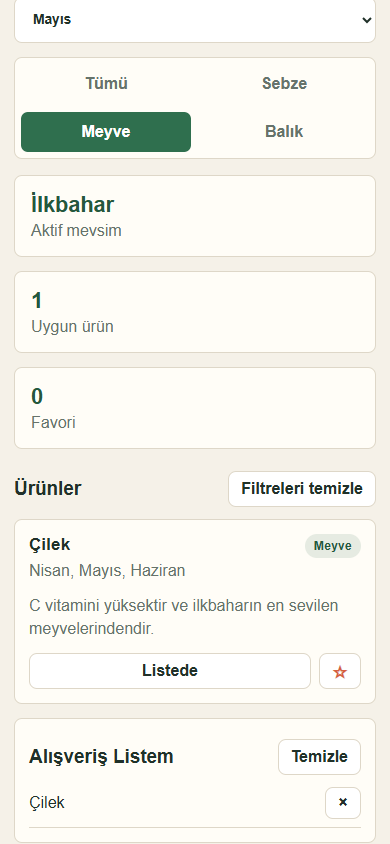 Mayıs
Tümü Sebze
Meyve Balık
İlkbahar
Aktif mevsim
1
Uygun ürün
0
Favori
Ürünler Filtreleri temizle
Çilek Meyve
Nisan, Mayıs, Haziran
C vitamini yüksektir ve ilkbaharın en sevilen
meyvelerindendir.
Listede ☆
Alışveriş Listem Temizle
Çilek ×